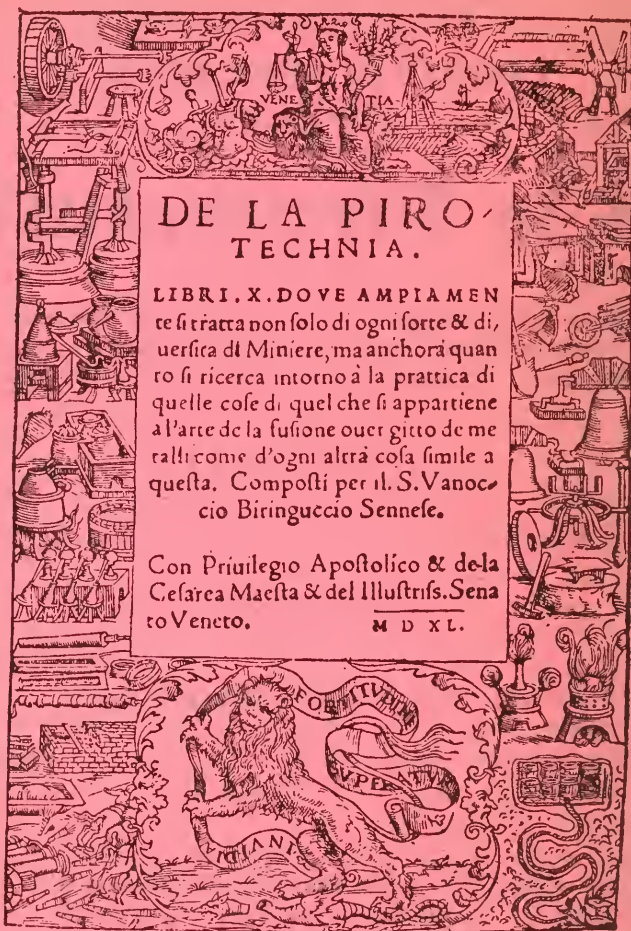 VENE TIA
DE LA PIRO
TECHNIA.
LIBRI. X. DOVE AMPIAMEN
te ſi tratta non ſolo di ogni ſorte & di,
uerſita di Miniere, ma anchora quan
to ſi ricerca intorno à la prattica di
quelle coſe di quel che ſi appartiene
a l'arte de la fuſione ouer gitto de me
talli come d'ogni altra coſa ſimile a
queſta. Compoſti per il. S. Vanoc
cio Biringuccio Senneſe.
Con Priuilegio Apoſtolico & de la
Ceſarea Maeſta & del Illuſtriſs. Sena
to Veneto. M D XL.